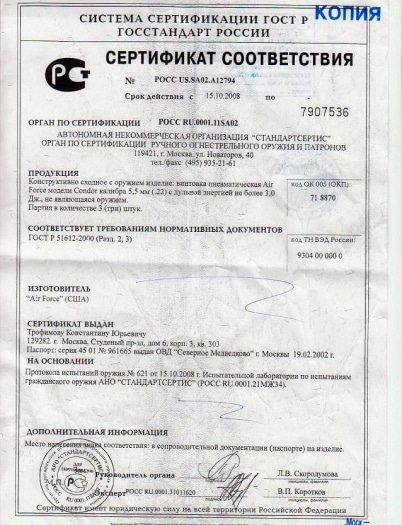 СИСТЕМА СЕРТИФИКАЦИИ ГОСТ Р
ГОССТАНДАРТ РОССИИ
КОПИЯ
СЕРТИФИКАТ СООТВЕТСТВИЯ
№ РОСС US.SA02.A12794
Срок действия с 15.10.2008 по -
7907536
ОРГАН ПО СЕРТИФИКАЦИИ РОСС RU.0001.11SA02
АВТОНОМНАЯ НЕКОММЕРЧЕСКАЯ ОРГАНИЗАЦИЯ "СТАНДАРТСЕРТИС"
ОРГАН ПО СЕРТИФИКАЦИИ РУЧНОГО ОГНЕСТРЕЛЬНОГО ОРУЖИЯ И ПАТРОНОВ
119421, г. Москва, ул. Новаторов, 40
тел./факс (495) 935-21-61
ПРОДУКЦИЯ
Конструктивно сходное с оружием изделие: винтовка пневматическая Air
Force модели Condor калибра 5,5 мм (.22) с дульной энергией не более 3,0
Дж., не являющаяся оружием.
Партия в количестве 3 (три) штук.
код ОК 005 (ОКП):
71 8870
СООТВЕТСТВУЕТ ТРЕБОВАНИЯМ НОРМАТИВНЫХ ДОКУМЕНТОВ
ГОСТ Р 51612-2000 (Разд. 2, 3)
код ТН ВЭД России:
9304 00 000 0
ИЗГОТОВИТЕЛЬ
"Air Force" (США)
СЕРТИФИКАТ ВЫДАН
Трофимову Константину Юрьевичу
129282. г. Москва, Студеный пр-зд, дом 6, корп. 3, кв. 303
Паспорт: серия 45 01 № 961665 выдан ОВД "Северное Медведково" г. Москвы 19.02.2002 г.
НА ОСНОВАНИИ
Протокола испытаний оружия № 621 от 15.10.2008 г. Испытательной лаборатории по испытаниям
гражданского оружия АНО "СТАНДАРТСЕРТИС" (РОСС RU.0001.21МЖ34).
ДОПОЛНИТЕЛЬНАЯ ИНФОРМАЦИЯ
Место нанесения знака соответствия: в сопроводительной документации (паспорте) на изделие.
Руководитель органа
Л.В. Скородумова
М.П.
Эксперт РОСС RU.0001.31011620
В.П. Коротков
Сертификат имеет юридическую силу на всей территории Российской Федерации